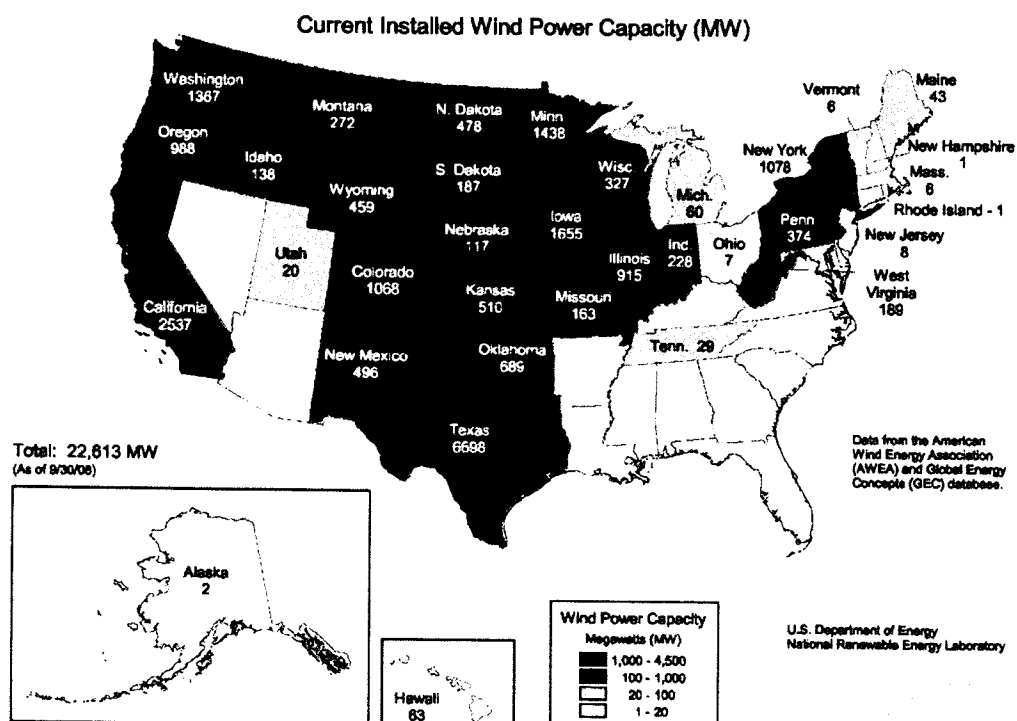 Current Installed Wind Power Capacity (MW)
Washington
1367
Montana
272
N. Dakota
478
Minn
1438
Vermont
6
Maine
43
Oregon
988
Idaho
138
S. Dakota
187
Wisc.
327
New York
1078
New Hampshire
1
Mass.
6
Wyoming
459
Mich.
60
Rhode Island - 1
Nebraska
117
Iowa
1655
Penn
374
New Jersey
8
Utah
20
Colorado
1068
Illinois
915
Ind.
228
Ohio
7
West
Virginia
189
California
2537
Kansas
510
Missouri
163
New Mexico
496
Oklahoma
689
Tenn. 29
Texas
6698
Total: 22,613 MW
(As of 9/30/08)
Data from the American
Wind Energy Association
(AWEA) and Global Energy
Concepts (GEC) database.
Alaska
2
Hawaii
63
Wind Power Capacity
Megawatts (MW)
1,000 - 4,500
100 - 1,000
20 - 100
1 - 20
U.S. Department of Energy
National Renewable Energy Laboratory